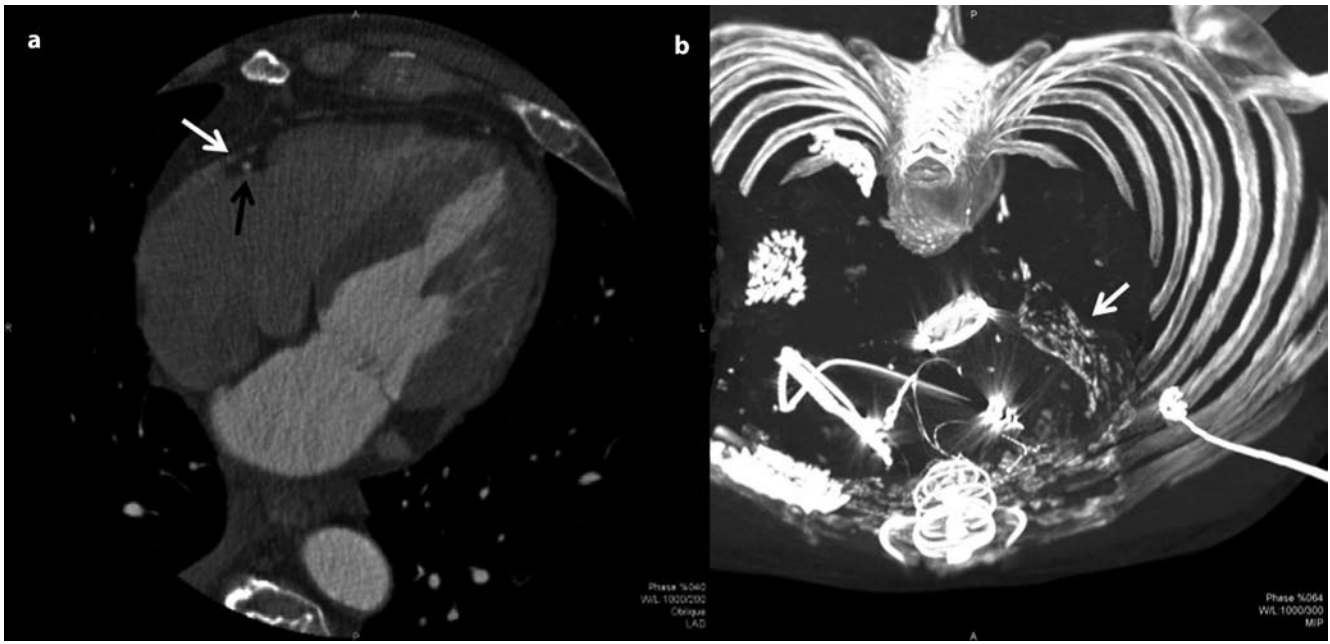 a
A
R
L
Phase %040
W/L:1000/200
Oblique
LAD
P
b
P
L
Phase %064
W/L:1000/300
MIP
A